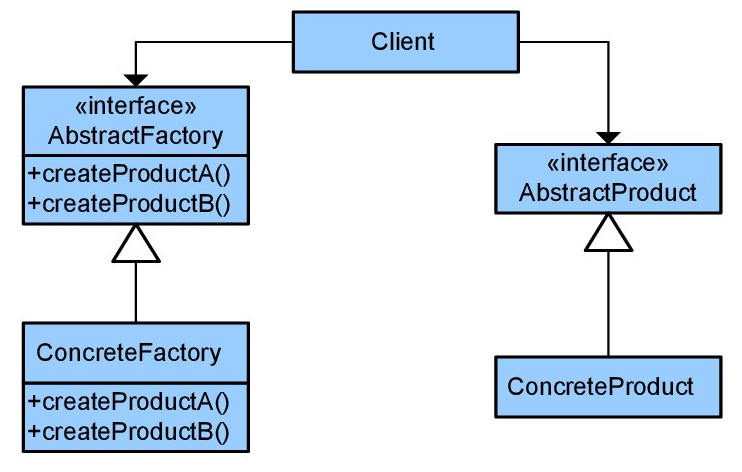 Client
«interface»
AbstractFactory
+createProductA()
+createProductB()
«interface»
AbstractProduct
ConcreteFactory
+createProductA()
+createProductB()
ConcreteProduct